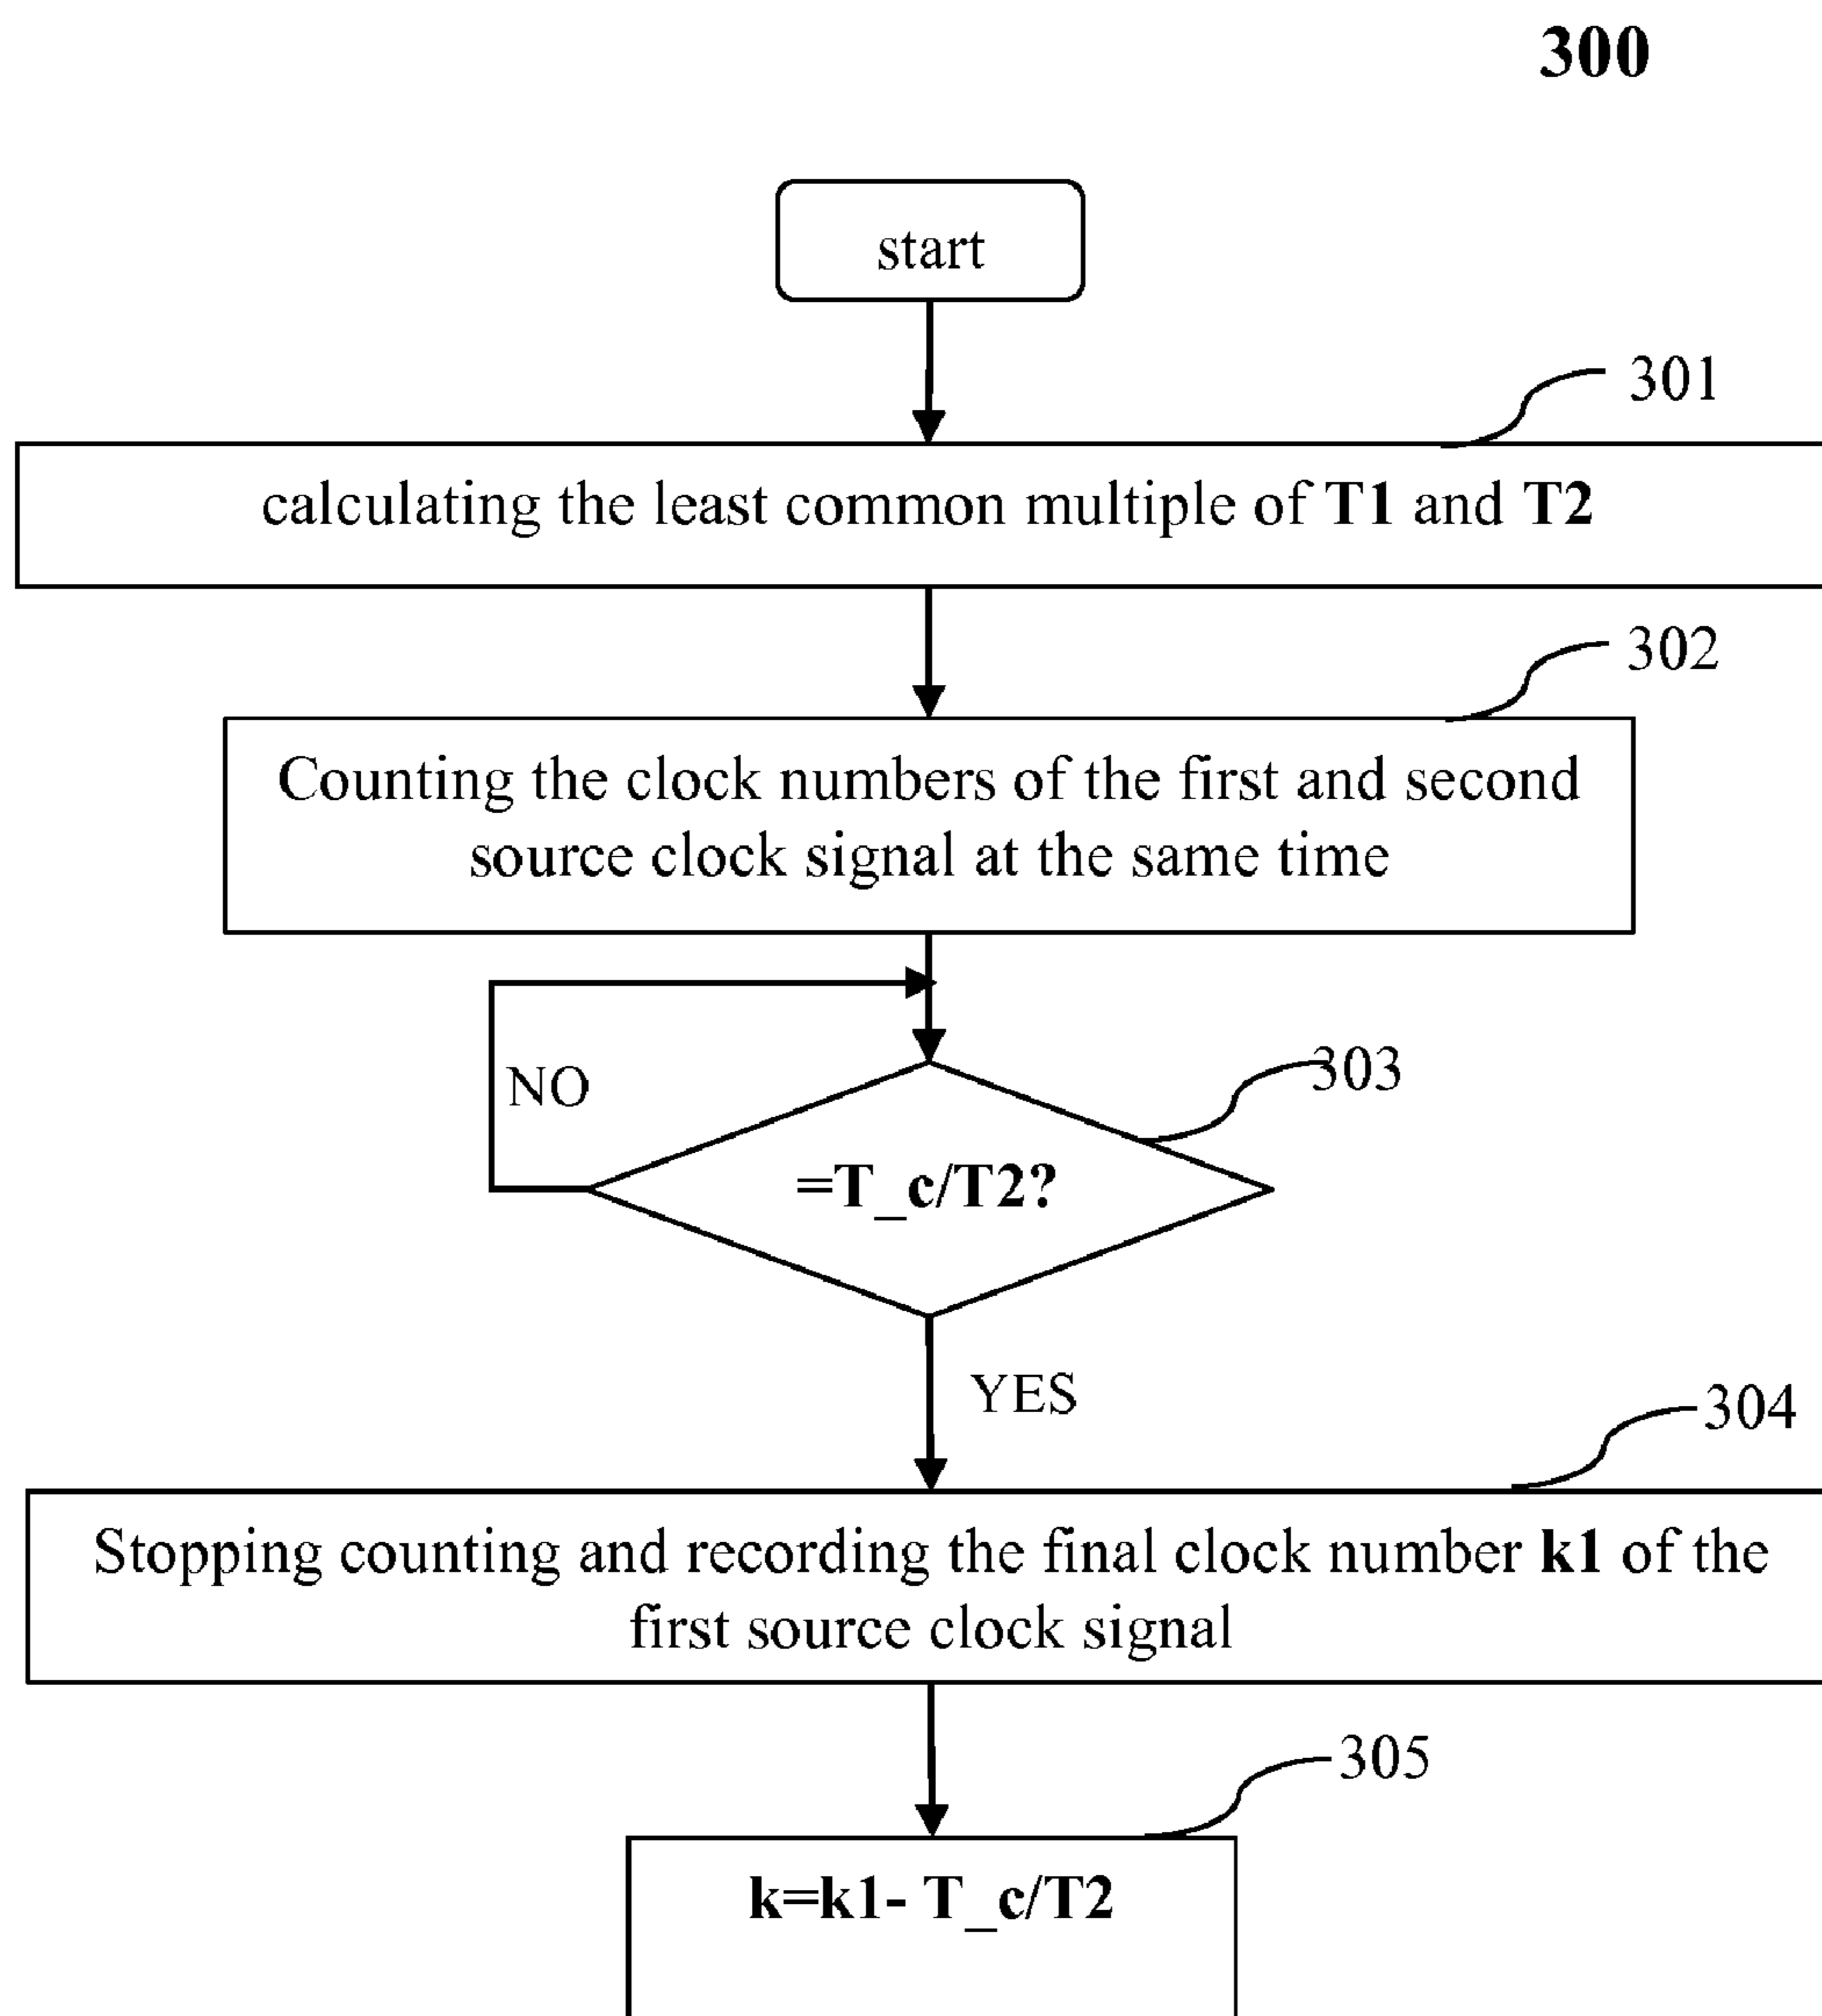 300
start
301
calculating the least common multiple of T1 and T2
302
Counting the clock numbers of the first and second
source clock signal at the same time
NO
303
=T_c/T2?
YES
304
Stopping counting and recording the final clock number k1 of the
first source clock signal
305
k=k1- T_c/T2